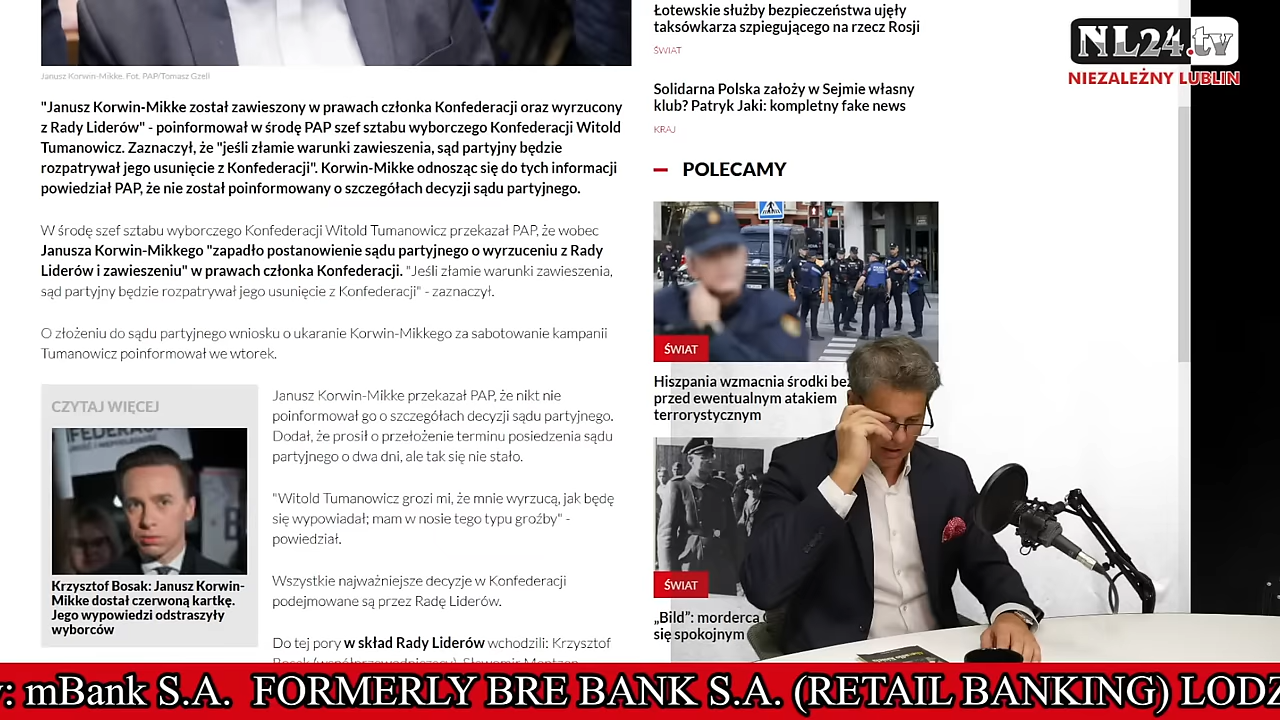 Janusz Korwin-Mikke. Fot. PAP/Tomasz Gzell
"Janusz Korwin-Mikke został zawieszony w prawach członka Konfederacji oraz wyrzucony
z Rady Liderów" - poinformował w środę PAP szef sztabu wyborczego Konfederacji Witold
Tumanowicz. Zaznaczył, że "jeśli złamie warunki zawieszenia, sąd partyjny będzie
rozpatrywał jego usunięcie z Konfederacji". Korwin-Mikke odnosząc się do tych informacji
powiedział PAP, że nie został poinformowany o szczegółach decyzji sądu partyjnego.
W środę szef sztabu wyborczego Konfederacji Witold Tumanowicz przekazał PAP, że wobec
Janusza Korwin-Mikkego "zapadło postanowienie sądu partyjnego o wyrzuceniu z Rady
Liderów i zawieszeniu" w prawach członka Konfederacji. "Jeśli złamie warunki zawieszenia,
sąd partyjny będzie rozpatrywał jego usunięcie z Konfederacji" - zaznaczył.
O złożeniu do sądu partyjnego wniosku o ukaranie Korwin-Mikkego za sabotowanie kampanii
Tumanowicz poinformował we wtorek.
CZYTAJ WIĘCEJ
Krzysztof Bosak: Janusz Korwin-
Mikke dostał czerwoną kartkę.
Jego wypowiedzi odstraszyły
wyborców
Janusz Korwin-Mikke przekazał PAP, że nikt nie
poinformował go o szczegółach decyzji sądu partyjnego.
Dodał, że prosił o przełożenie terminu posiedzenia sądu
partyjnego o dwa dni, ale tak się nie stało.
"Witold Tumanowicz grozi mi, że mnie wyrzucą, jak będę
się wypowiadał; mam w nosie tego typu groźby" -
powiedział.
Wszystkie najważniejsze decyzje w Konfederacji
podejmowane są przez Radę Liderów.
Do tej pory w skład Rady Liderów wchodzili: Krzysztof
Bosak (współprzewodniczący), Sławomir Mentzen
Łotewskie służby bezpieczeństwa ujęły
taksówkarza szpiegującego na rzecz Rosji
ŚWIAT
Solidarna Polska założy w Sejmie własny
klub? Patryk Jaki: kompletny fake news
KRAJ
POLECAMY
ŚWIAT
Hiszpania wzmacnia środki
przed ewentualnym atakiem
terrorystycznym
ŚWIAT
„Bild”: morderca
się spokojnym
NL24.tv
NIEZALEŻNY LUBLIN
: mBank S.A. FORMERLY BRE BANK S.A. (RETAIL BANKING) LODZ